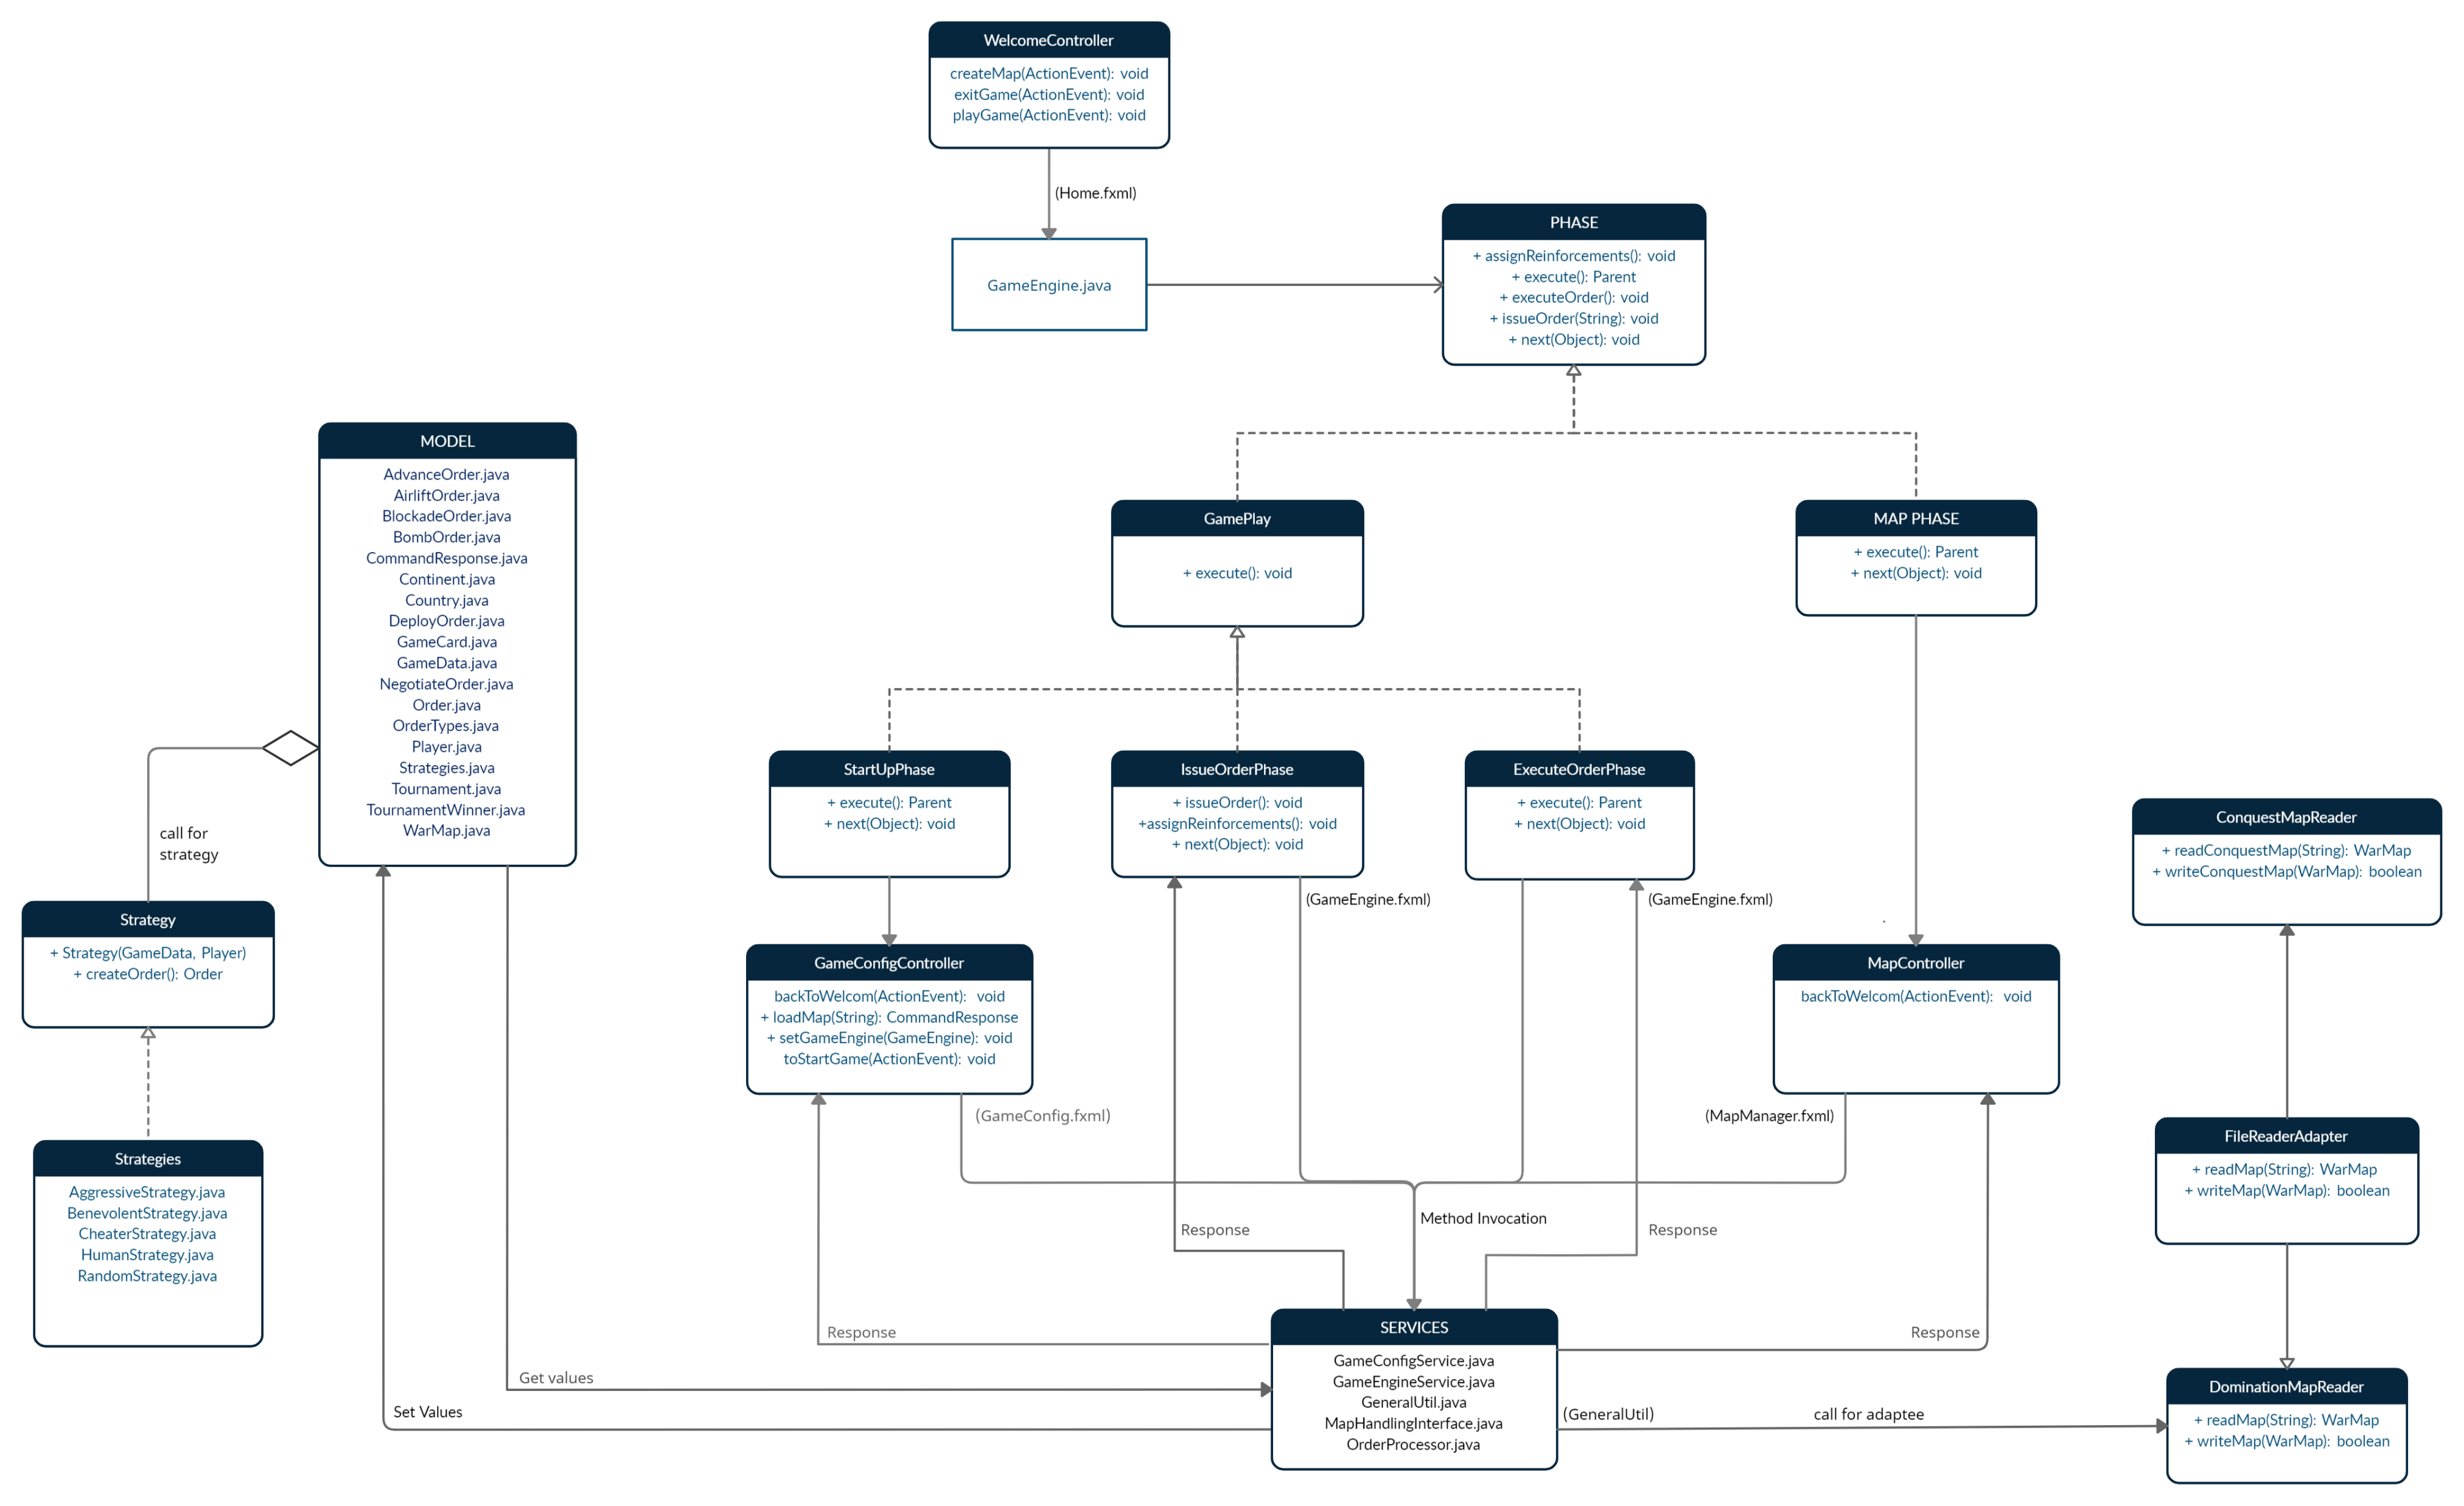 WelcomeController
createMap(ActionEvent): void
exitGame(ActionEvent): void
playGame(ActionEvent): void
(Home.fxml)
GameEngine.java
PHASE
+ assignReinforcements(): void
+ execute(): Parent
+ executeOrder(): void
+ issueOrder(String): void
+ next(Object): void
MODEL
AdvanceOrder.java
AirliftOrder.java
BlockadeOrder.java
BombOrder.java
CommandResponse.java
Continent.java
Country.java
DeployOrder.java
GameCard.java
GameData.java
NegotiateOrder.java
Order.java
OrderTypes.java
Player.java
Strategies.java
Tournament.java
TournamentWinner.java
WarMap.java
GamePlay
+ execute(): void
MAP PHASE
+ execute(): Parent
+ next(Object): void
StartUpPhase
+ execute(): Parent
+ next(Object): void
IssueOrderPhase
+ issueOrder(): void
+assignReinforcements(): void
+ next(Object): void
ExecuteOrderPhase
+ execute(): Parent
+ next(Object): void
ConquestMapReader
+ readConquestMap(String): WarMap
+ writeConquestMap(WarMap): boolean
call for
strategy
Strategy
+ Strategy(GameData, Player)
+ createOrder(): Order
(GameEngine.fxml)
(GameEngine.fxml)
GameConfigController
backToWelcom(ActionEvent): void
+ loadMap(String): CommandResponse
+ setGameEngine(GameEngine): void
toStartGame(ActionEvent): void
MapController
backToWelcom(ActionEvent): void
(GameConfig.fxml)
(MapManager.fxml)
FileReaderAdapter
+ readMap(String): WarMap
+ writeMap(WarMap): boolean
Strategies
AggressiveStrategy.java
BenevolentStrategy.java
CheaterStrategy.java
HumanStrategy.java
RandomStrategy.java
Method Invocation
Response
Response
Response
Response
SERVICES
GameConfigService.java
GameEngineService.java
GeneralUtil.java
MapHandlingInterface.java
OrderProcessor.java
Get values
Set Values
(GeneralUtil)
call for adaptee
DominationMapReader
+ readMap(String): WarMap
+ writeMap(WarMap): boolean